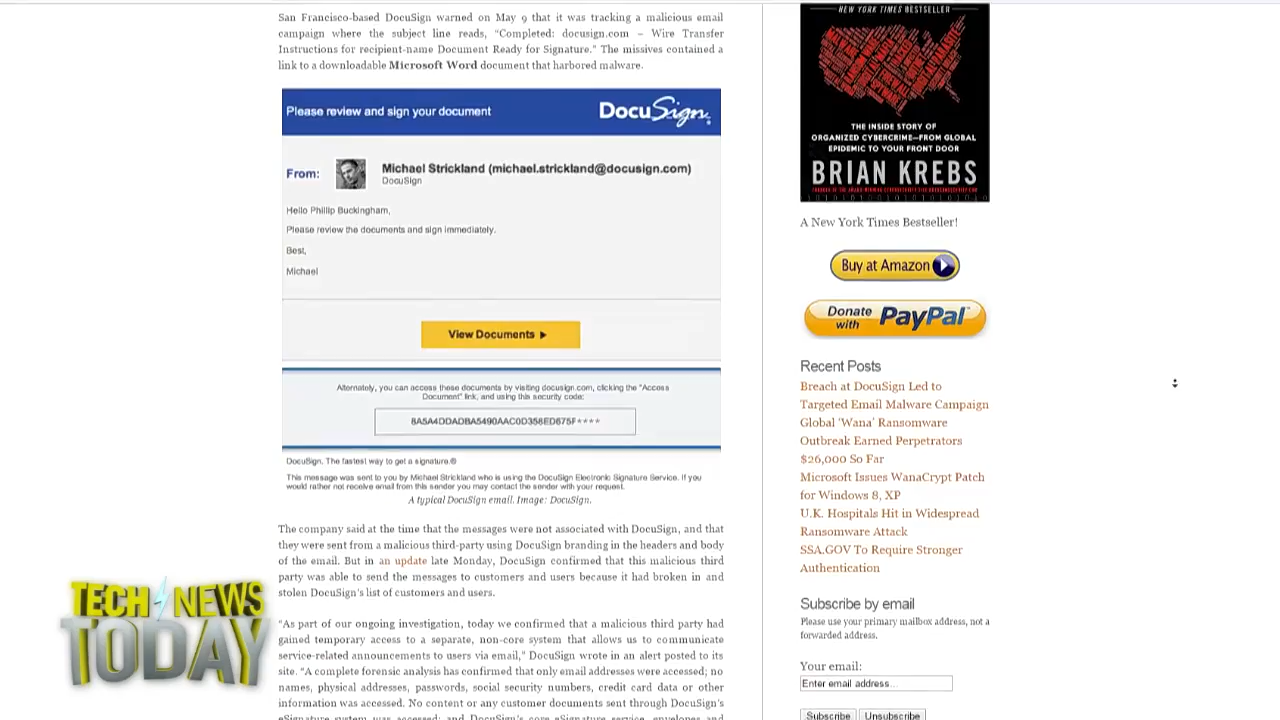 San Francisco-based DocuSign warned on May 9 that it was tracking a malicious email
campaign where the subject line reads, “Completed: docusign.com – Wire Transfer
Instructions for recipient-name Document Ready for Signature.” The missives contained a
link to a downloadable Microsoft Word document that harbored malware.
Please review and sign your document
DocuSign
From:
Michael Strickland (michael.strickland@docusign.com)
DocuSign
Hello Phillip Buckingham,
Please review the documents and sign immediately.
Best,
Michael
View Documents
Alternately, you can access these documents by visiting docusign.com, clicking the "Access
Document" link, and using this security code:
8A5A4DDADBA5490AAC0D358ED675F****
DocuSign. The fastest way to get a signature.®
This message was sent to you by Michael Strickland who is using the DocuSign Electronic Signature Service. If you
would rather not receive email from this sender you may contact the sender with your request.
A typical DocuSign email. Image: DocuSign.
The company said at the time that the messages were not associated with DocuSign, and that
they were sent from a malicious third-party using DocuSign branding in the headers and body
of the email. But in an update late Monday, DocuSign confirmed that this malicious third
party was able to send the messages to customers and users because it had broken in and
stolen DocuSign’s list of customers and users.
“As part of our ongoing investigation, today we confirmed that a malicious third party had
gained temporary access to a separate, non-core system that allows us to communicate
service-related announcements to users via email,” DocuSign wrote in an alert posted to its
site. “A complete forensic analysis has confirmed that only email addresses were accessed; no
names, physical addresses, passwords, social security numbers, credit card data or other
information was accessed. No content or any customer documents sent through DocuSign’s
eSignature system was accessed; and DocuSign’s core eSignature service, envelopes and
NEW YORK TIMES BESTSELLER
THE INSIDE STORY OF
ORGANIZED CYBERCRIME—FROM GLOBAL
EPIDEMIC TO YOUR FRONT DOOR
BRIAN KREBS
A New York Times Bestseller!
Buy at Amazon
Donate with PayPal
Recent Posts
Breach at DocuSign Led to
Targeted Email Malware Campaign
Global ‘Wana’ Ransomware
Outbreak Earned Perpetrators
$26,000 So Far
Microsoft Issues WanaCrypt Patch
for Windows 8, XP
U.K. Hospitals Hit in Widespread
Ransomware Attack
SSA.GOV To Require Stronger
Authentication
Subscribe by email
Please use your primary mailbox address, not a
forwarded address.
Your email:
Enter email address...
Subscribe Unsubscribe
TECH NEWS
TODAY